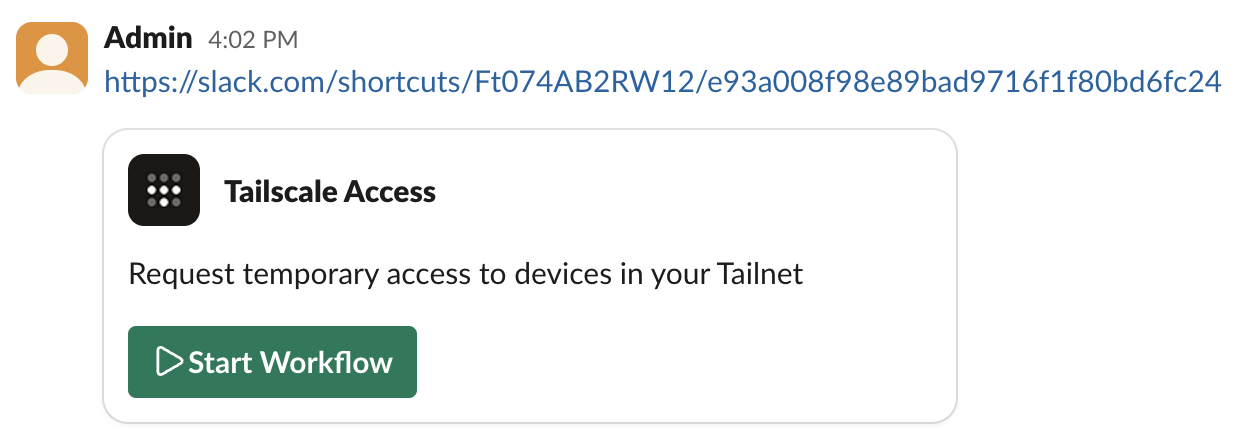 Admin 4:02 PM
https://slack.com/shortcuts/Ft074AB2RW12/e93a008f98e89bad9716f1f80bd6fc24
Tailscale Access
Request temporary access to devices in your Tailnet
Start Workflow